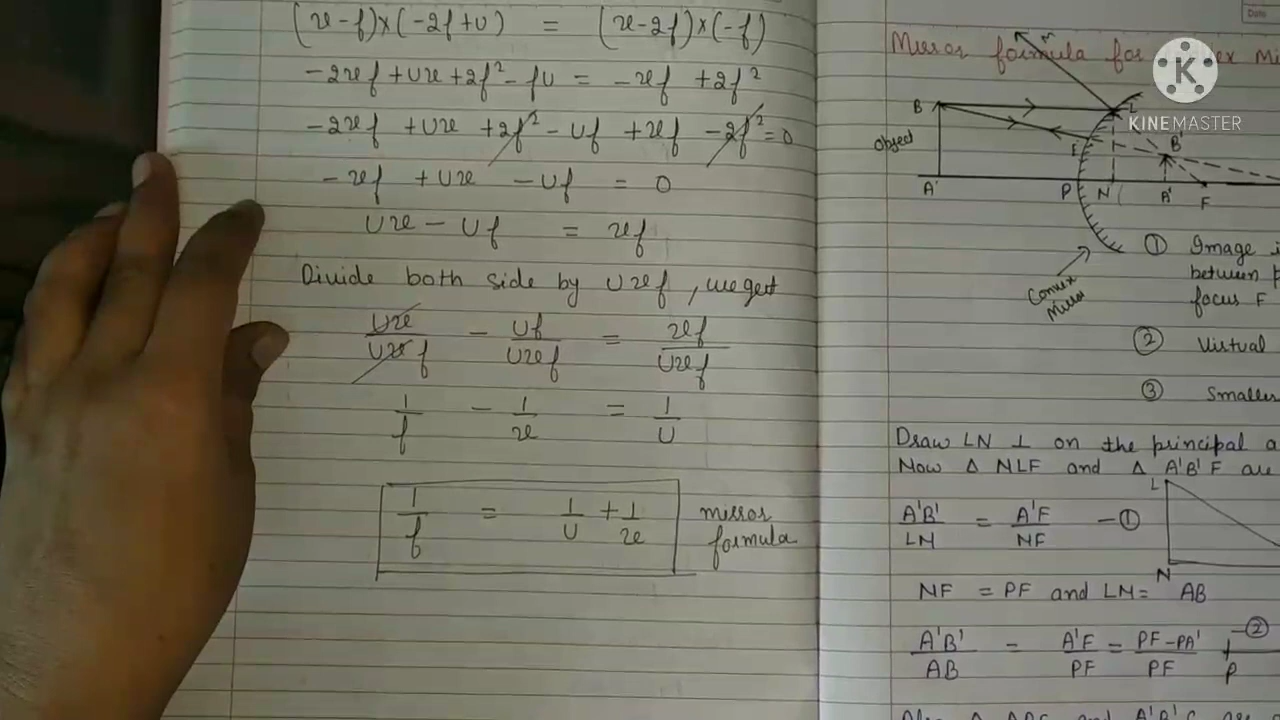 (v-f)×(-2f+u) = (v-2f)×(-f)
-2vf + uv + 2f² - fu = -vf + 2f²
-2vf + uv + 2f² - uf + vf - 2f² = 0
-vf + uv - uf = 0
uv - uf = vf
Divide both side by uvf, we get
uv/uvf - uf/uvf = vf/uvf
1/f - 1/v = 1/u
1/f = 1/u + 1/v mirror formula
Date
Mirror formula for
K
KINEMASTER
B
L
object
E
B'
A'
P
N
A'
F
Convex mirror
① Image
between
focus F
② Virtual
③ Smaller
Draw LN ⊥ on the principal
Now Δ NLF and Δ A'B'F are
A'B'/LN = A'F/NF - ①
L
N
NF = PF and LN = AB
A'B'/AB = A'F/PF = PF-PA'/PF - ②
P